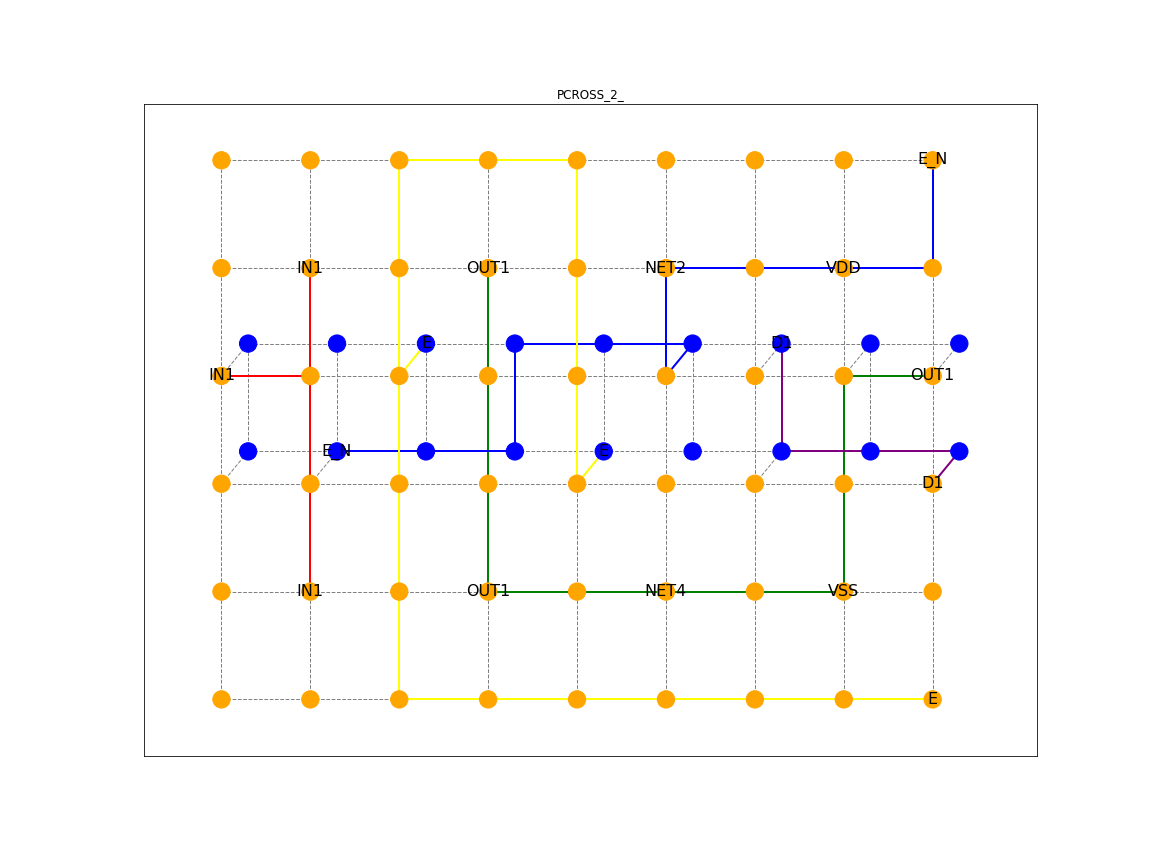 PCROSS_2_
E_N
IN1 OUT1 NET2 VDD
E D1
IN1 OUT1
E_N E
D1
IN1 OUT1 NET4 VSS
E